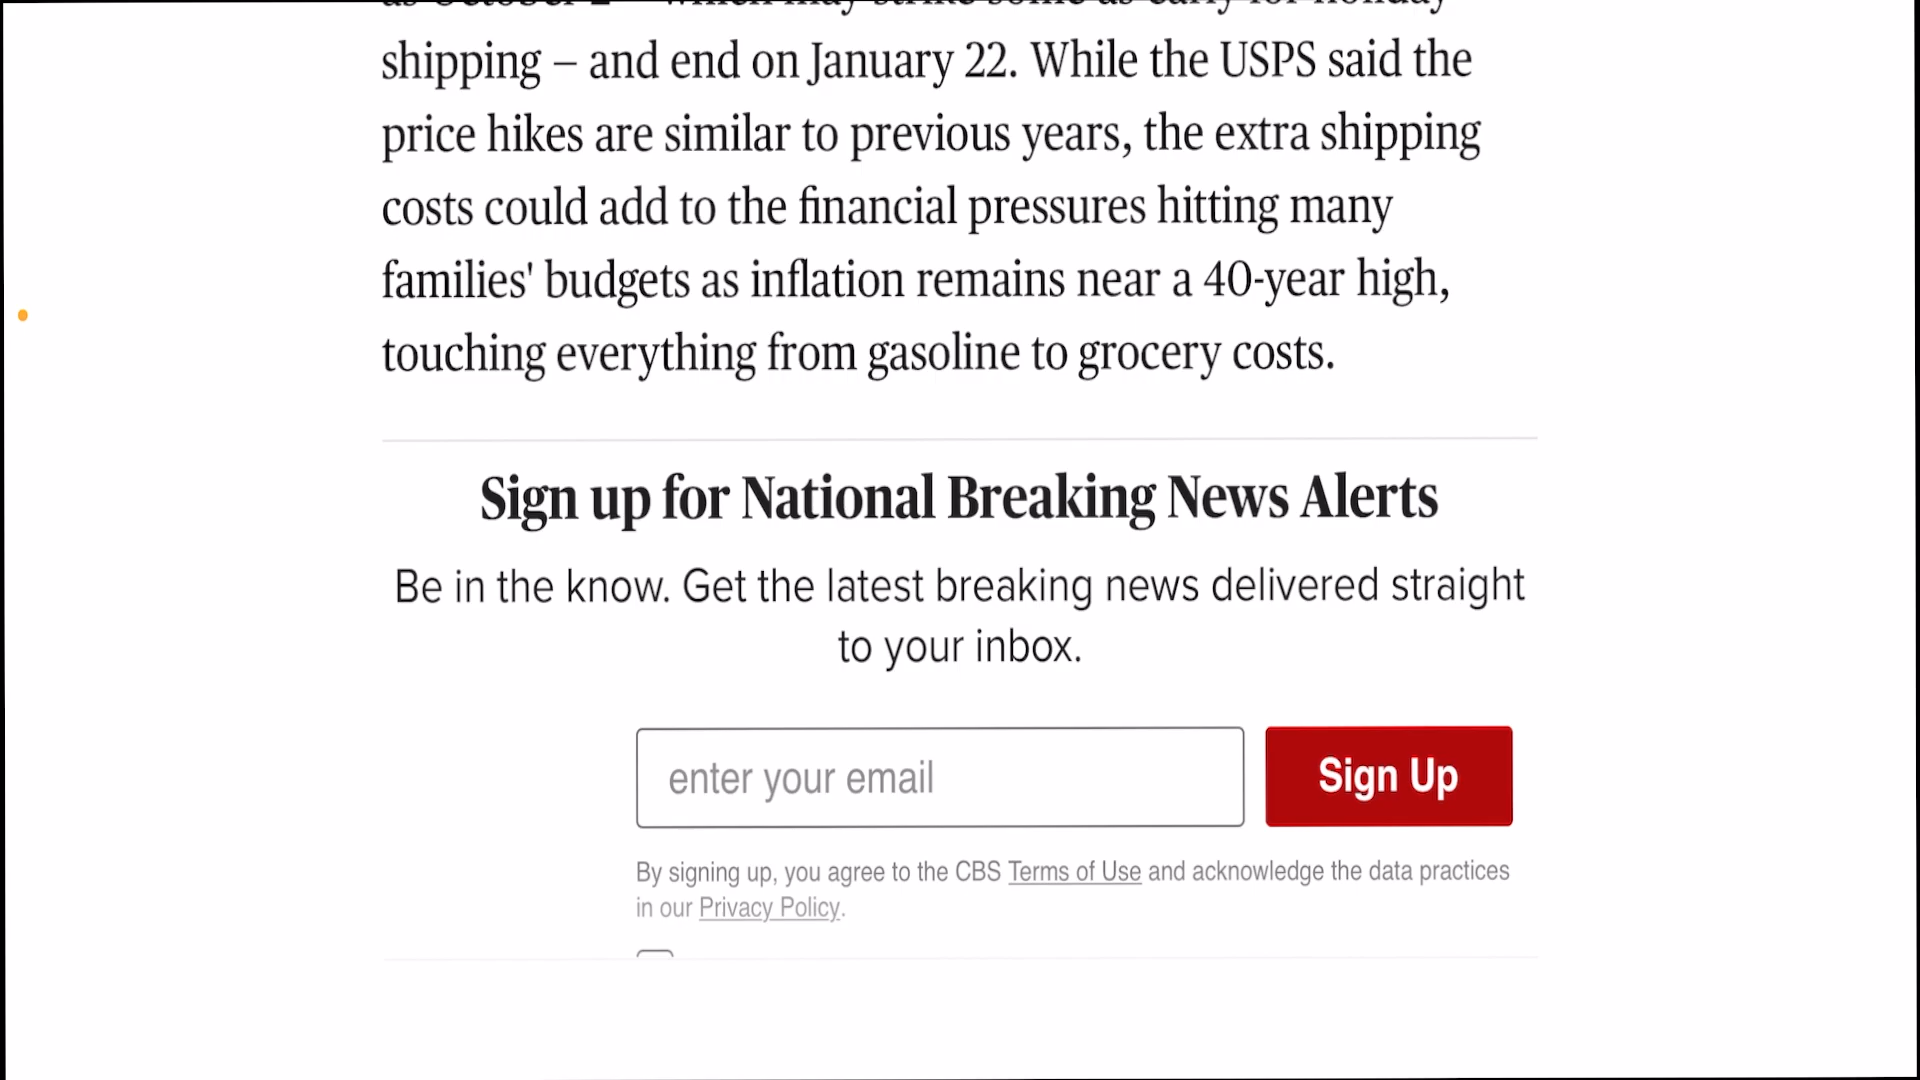 shipping – and end on January 22. While the USPS said the
price hikes are similar to previous years, the extra shipping
costs could add to the financial pressures hitting many
families' budgets as inflation remains near a 40-year high,
touching everything from gasoline to grocery costs.
Sign up for National Breaking News Alerts
Be in the know. Get the latest breaking news delivered straight
to your inbox.
enter your email
Sign Up
By signing up, you agree to the CBS Terms of Use and acknowledge the data practices
in our Privacy Policy.